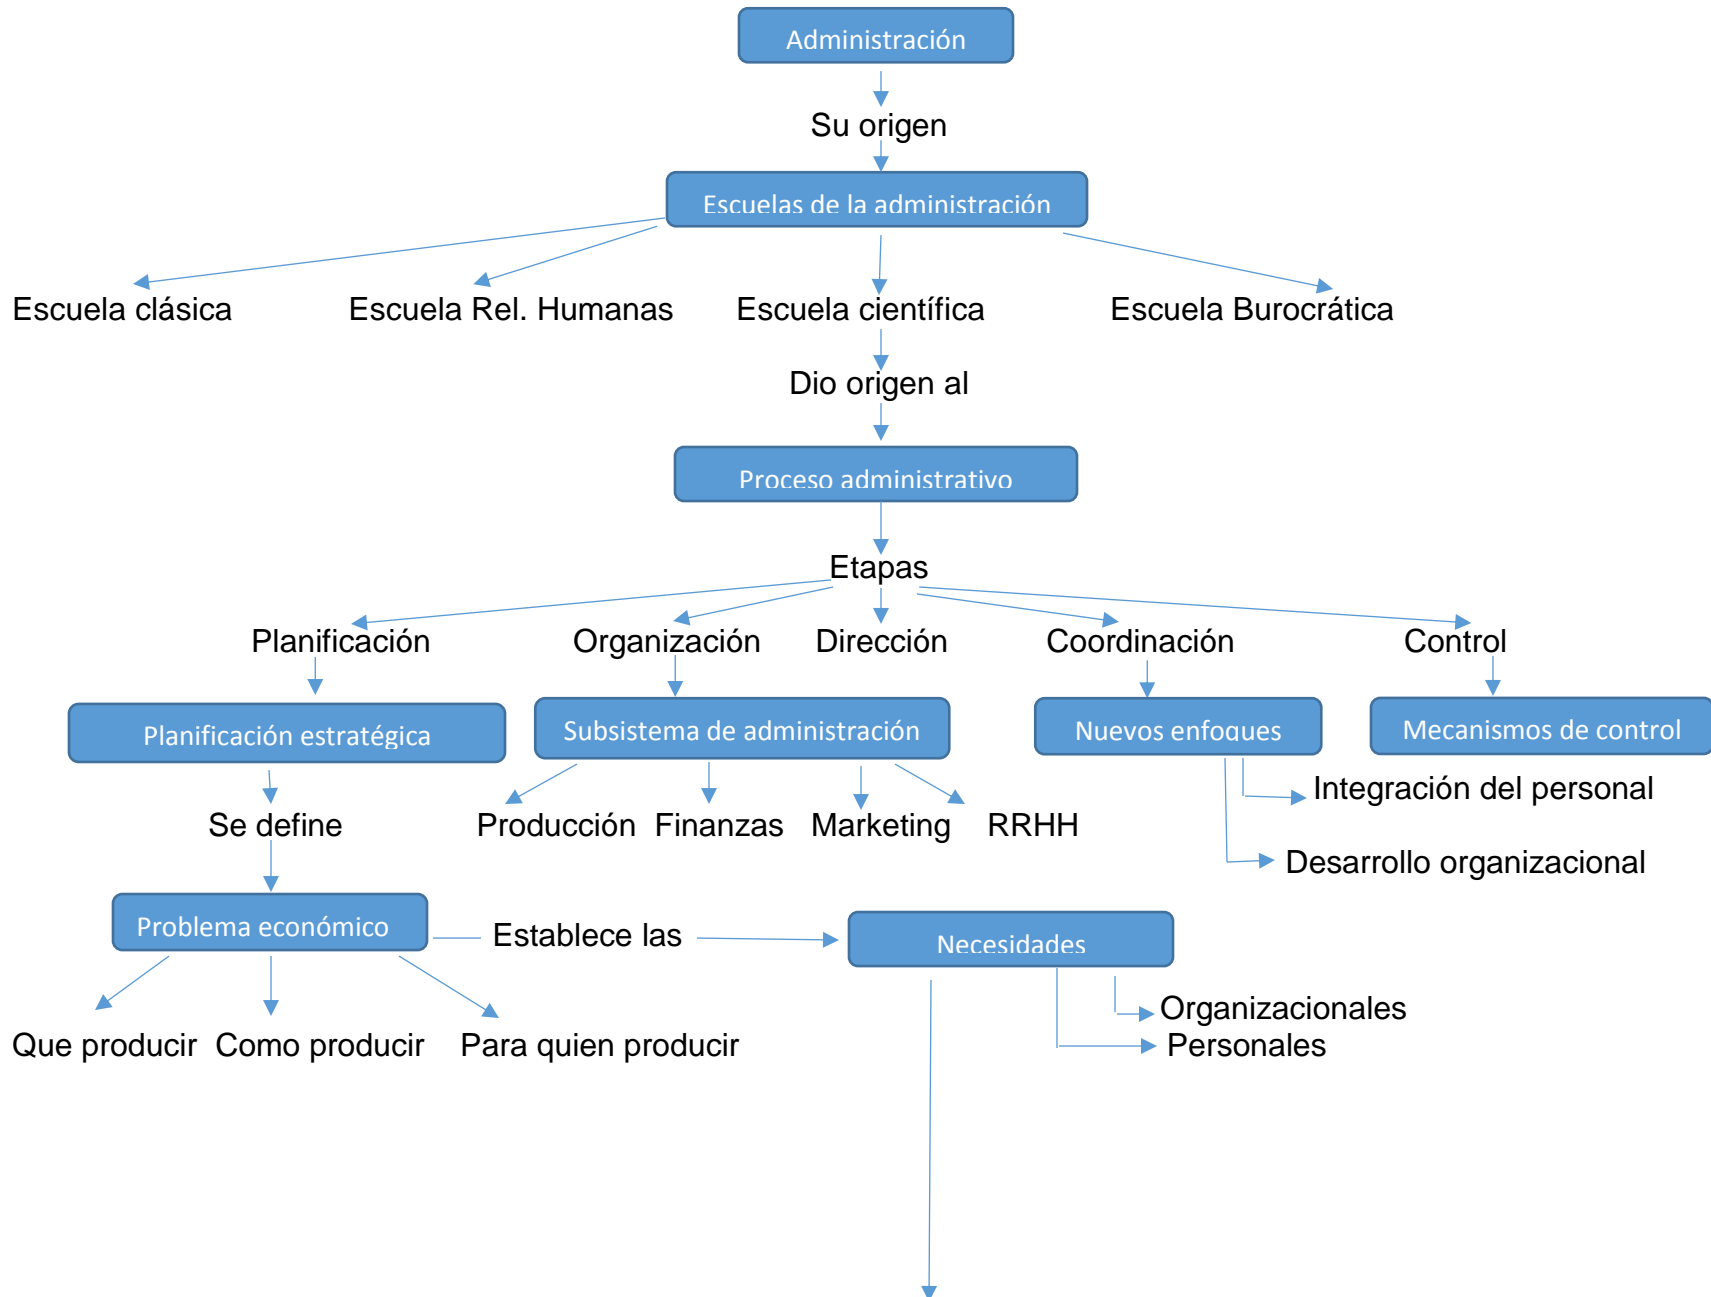 Administración
Su origen
Escuelas de la administración
Escuela clásica
Escuela Rel. Humanas
Escuela científica
Escuela Burocrática
Dio origen al
Proceso administrativo
Etapas
Planificación
Organización
Dirección
Coordinación
Control
Planificación estratégica
Subsistema de administración
Nuevos enfoques
Mecanismos de control
Integración del personal
Se define
Producción
Finanzas
Marketing
RRHH
Desarrollo organizacional
Problema económico
Establece las
Necesidades
Organizacionales
Que producir
Como producir
Para quien producir
Personales